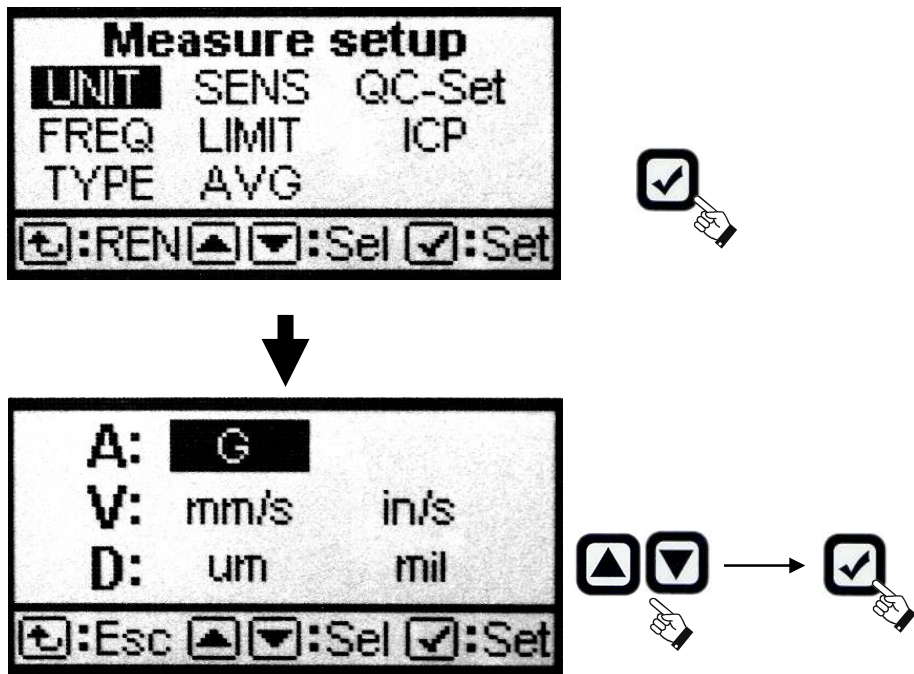 Measure setup
UNIT SENS QC-Set
FREQ LIMIT ICP
TYPE AVG
:REN :Sel :Set
A: G
V: mm/s in/s
D: um mil
:Esc :Sel :Set